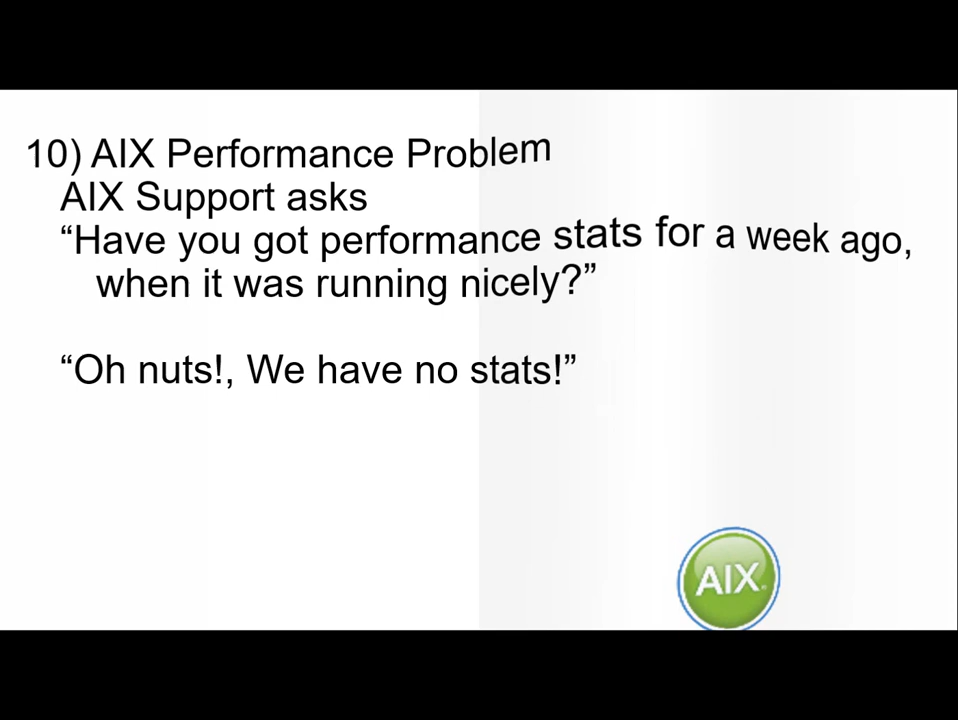 10) AIX Performance Problem
AIX Support asks
“Have you got performance stats for a week ago,
when it was running nicely?”
“Oh nuts!, We have no stats!”
AIX